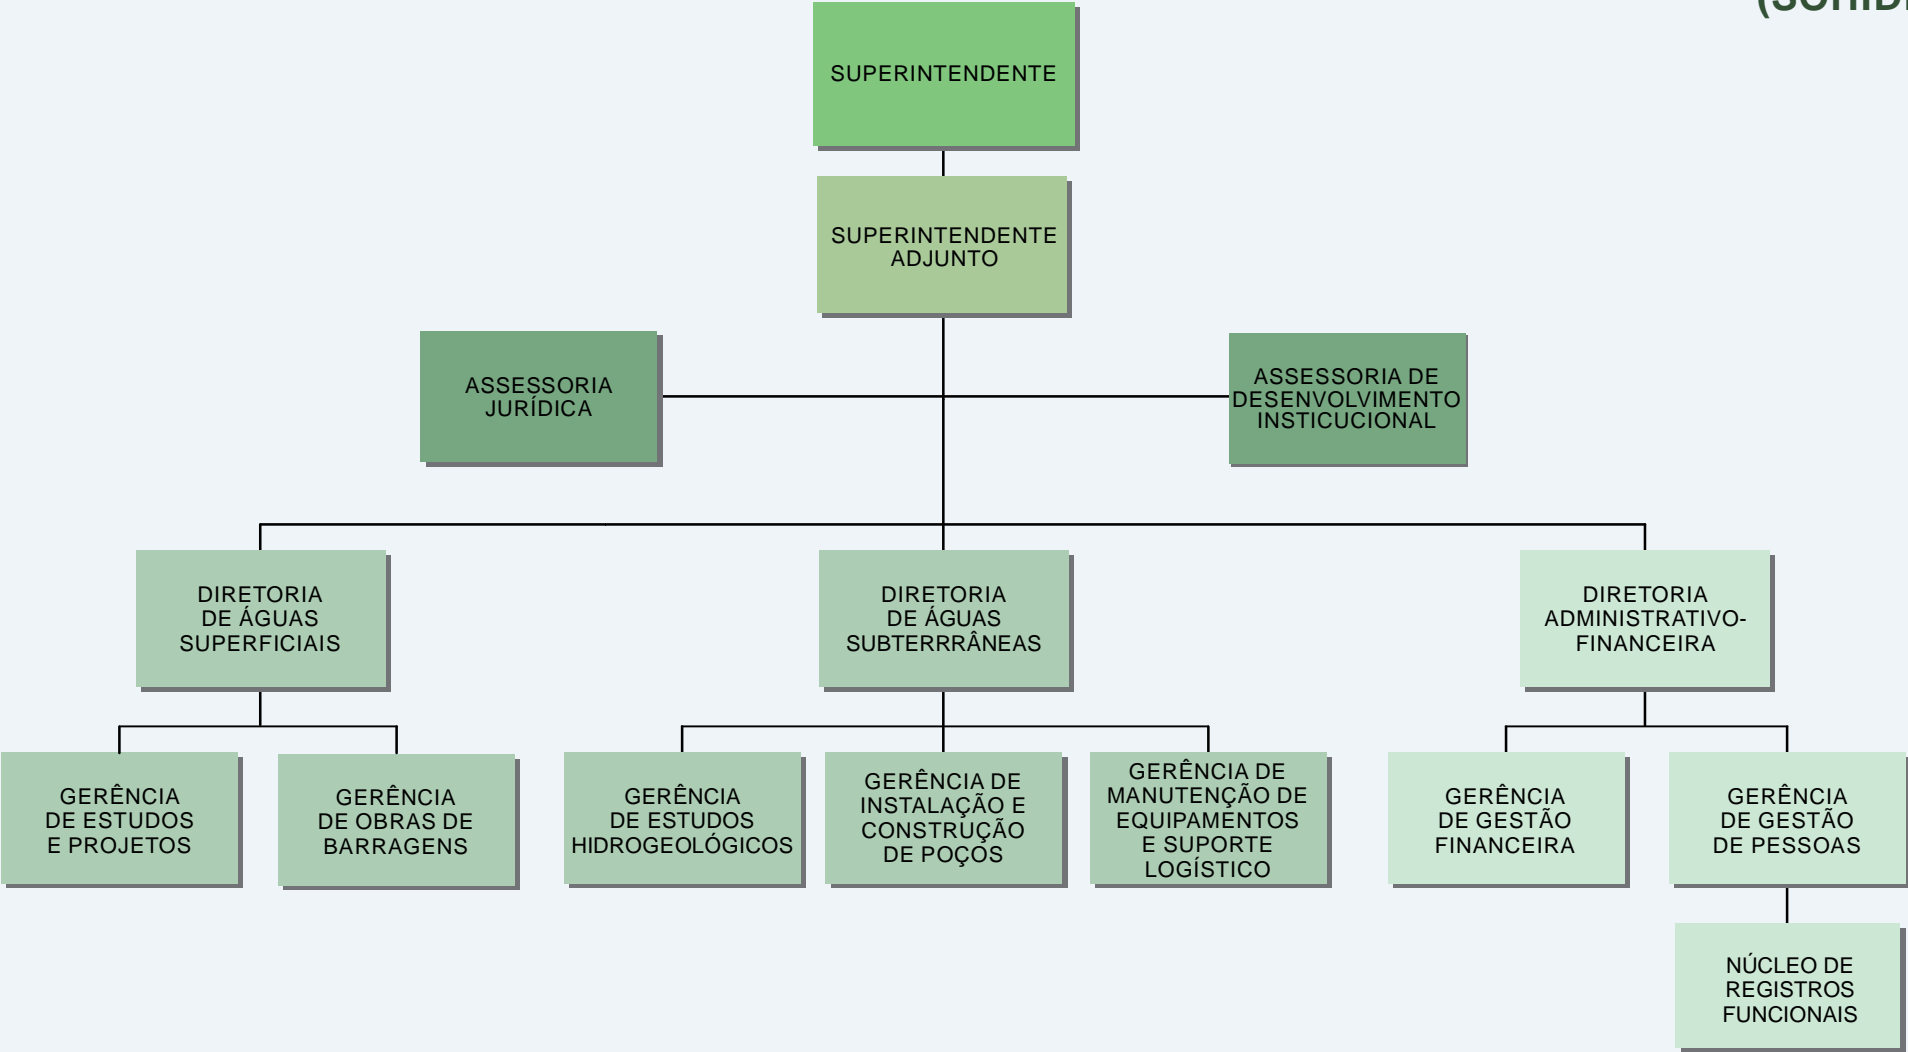 SUPERINTENDENTE
SUPERINTENDENTE
ADJUNTO
ASSESSORIA
JURÍDICA
ASSESSORIA DE
DESENVOLVIMENTO
INSTICUCIONAL
DIRETORIA
DE ÁGUAS
SUPERFICIAIS
DIRETORIA
DE ÁGUAS
SUBTERRRÂNEAS
DIRETORIA
ADMINISTRATIVO-
FINANCEIRA
GERÊNCIA
DE ESTUDOS
E PROJETOS
GERÊNCIA
DE OBRAS DE
BARRAGENS
GERÊNCIA
DE ESTUDOS
HIDROGEOLÓGICOS
GERÊNCIA DE
INSTALAÇÃO E
CONSTRUÇÃO
DE POÇOS
GERÊNCIA DE
MANUTENÇÃO DE
EQUIPAMENTOS
E SUPORTE
LOGÍSTICO
GERÊNCIA
DE GESTÃO
FINANCEIRA
GERÊNCIA
DE GESTÃO
DE PESSOAS
NÚCLEO DE
REGISTROS
FUNCIONAIS